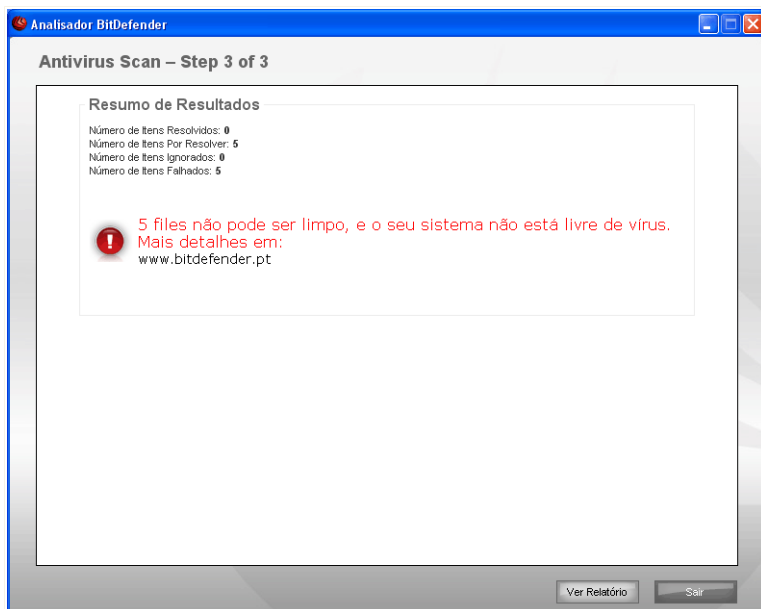 Analisador BitDefender
Antivirus Scan – Step 3 of 3
Resumo de Resultados
Número de Itens Resolvidos: 0
Número de Itens Por Resolver: 5
Número de Itens Ignorados: 0
Número de Itens Falhados: 5
5 files não pode ser limpo, e o seu sistema não está livre de vírus.
Mais detalhes em:
www.bitdefender.pt
Ver Relatório
Sair